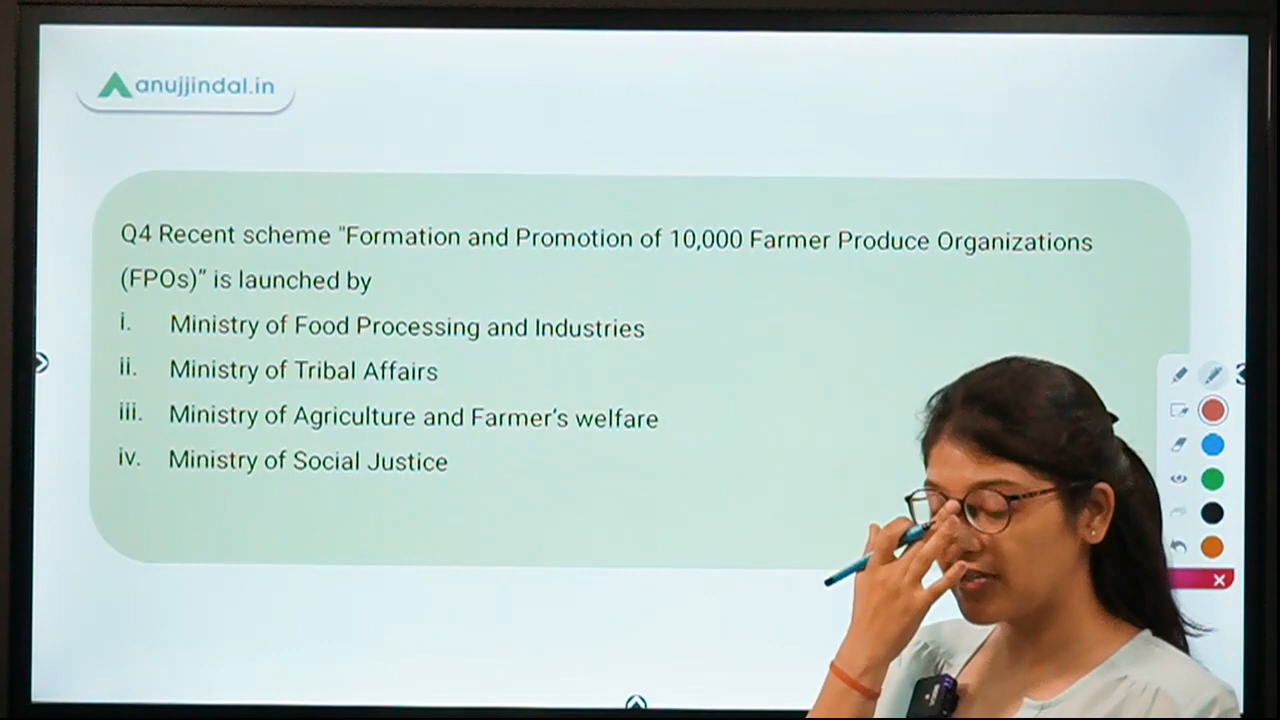 anujjindal.in
Q4 Recent scheme "Formation and Promotion of 10,000 Farmer Produce Organizations
(FPOs)" is launched by
i. Ministry of Food Processing and Industries
ii. Ministry of Tribal Affairs
iii. Ministry of Agriculture and Farmer's welfare
iv. Ministry of Social Justice